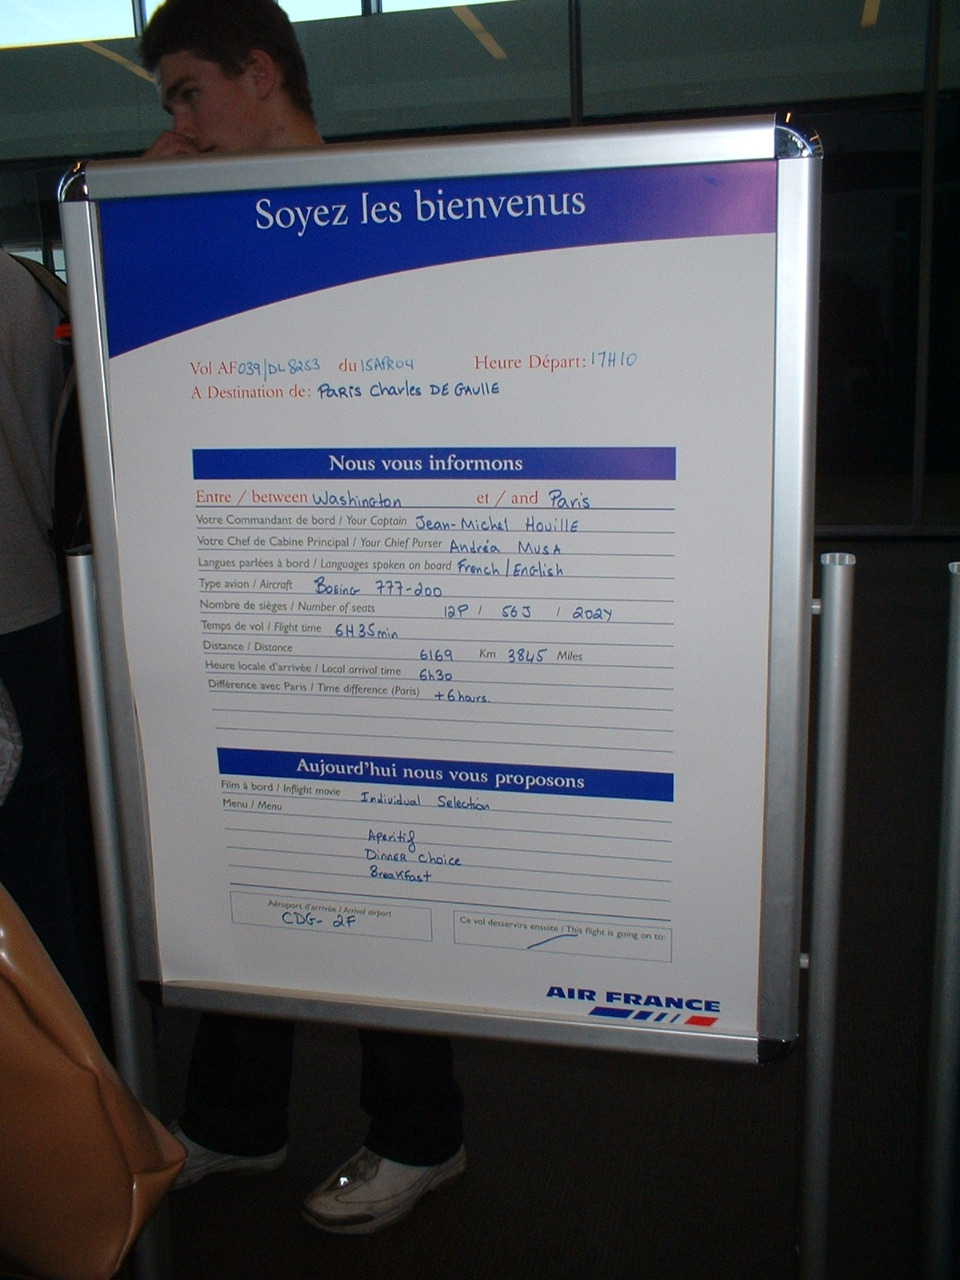 Soyez les bienvenus
Vol AF039/DL8253 du 15APR04 Heure Départ: 17H10
A Destination de: PARIS Charles DE GAULLE
Nous vous informons
Entre / between Washington et / and Paris
Votre Commandant de bord / Your Captain Jean-Michel Houille
Votre Chef de Cabine Principal / Your Chief Purser Andréa MUSA
Langues parlées à bord / Languages spoken on board French/English
Type avion / Aircraft Boeing 777-200
Nombre de sièges / Number of seats 12P / 56J / 202Y
Temps de vol / Flight time 6H35min
Distance / Distance 6169 Km 3845 Miles
Heure locale d'arrivée / Local arrival time 6h30
Différence avec Paris / Time difference (Paris) +6hours.
Aujourd'hui nous vous proposons
Film à bord / Inflight movie Individual Selection
Menu / Menu
Aperitif
Dinner choice
Breakfast
Aéroport d'arrivée / Arrival airport
CDG- 2F
Ce vol desservira ensuite / This flight is going on to:
AIR FRANCE